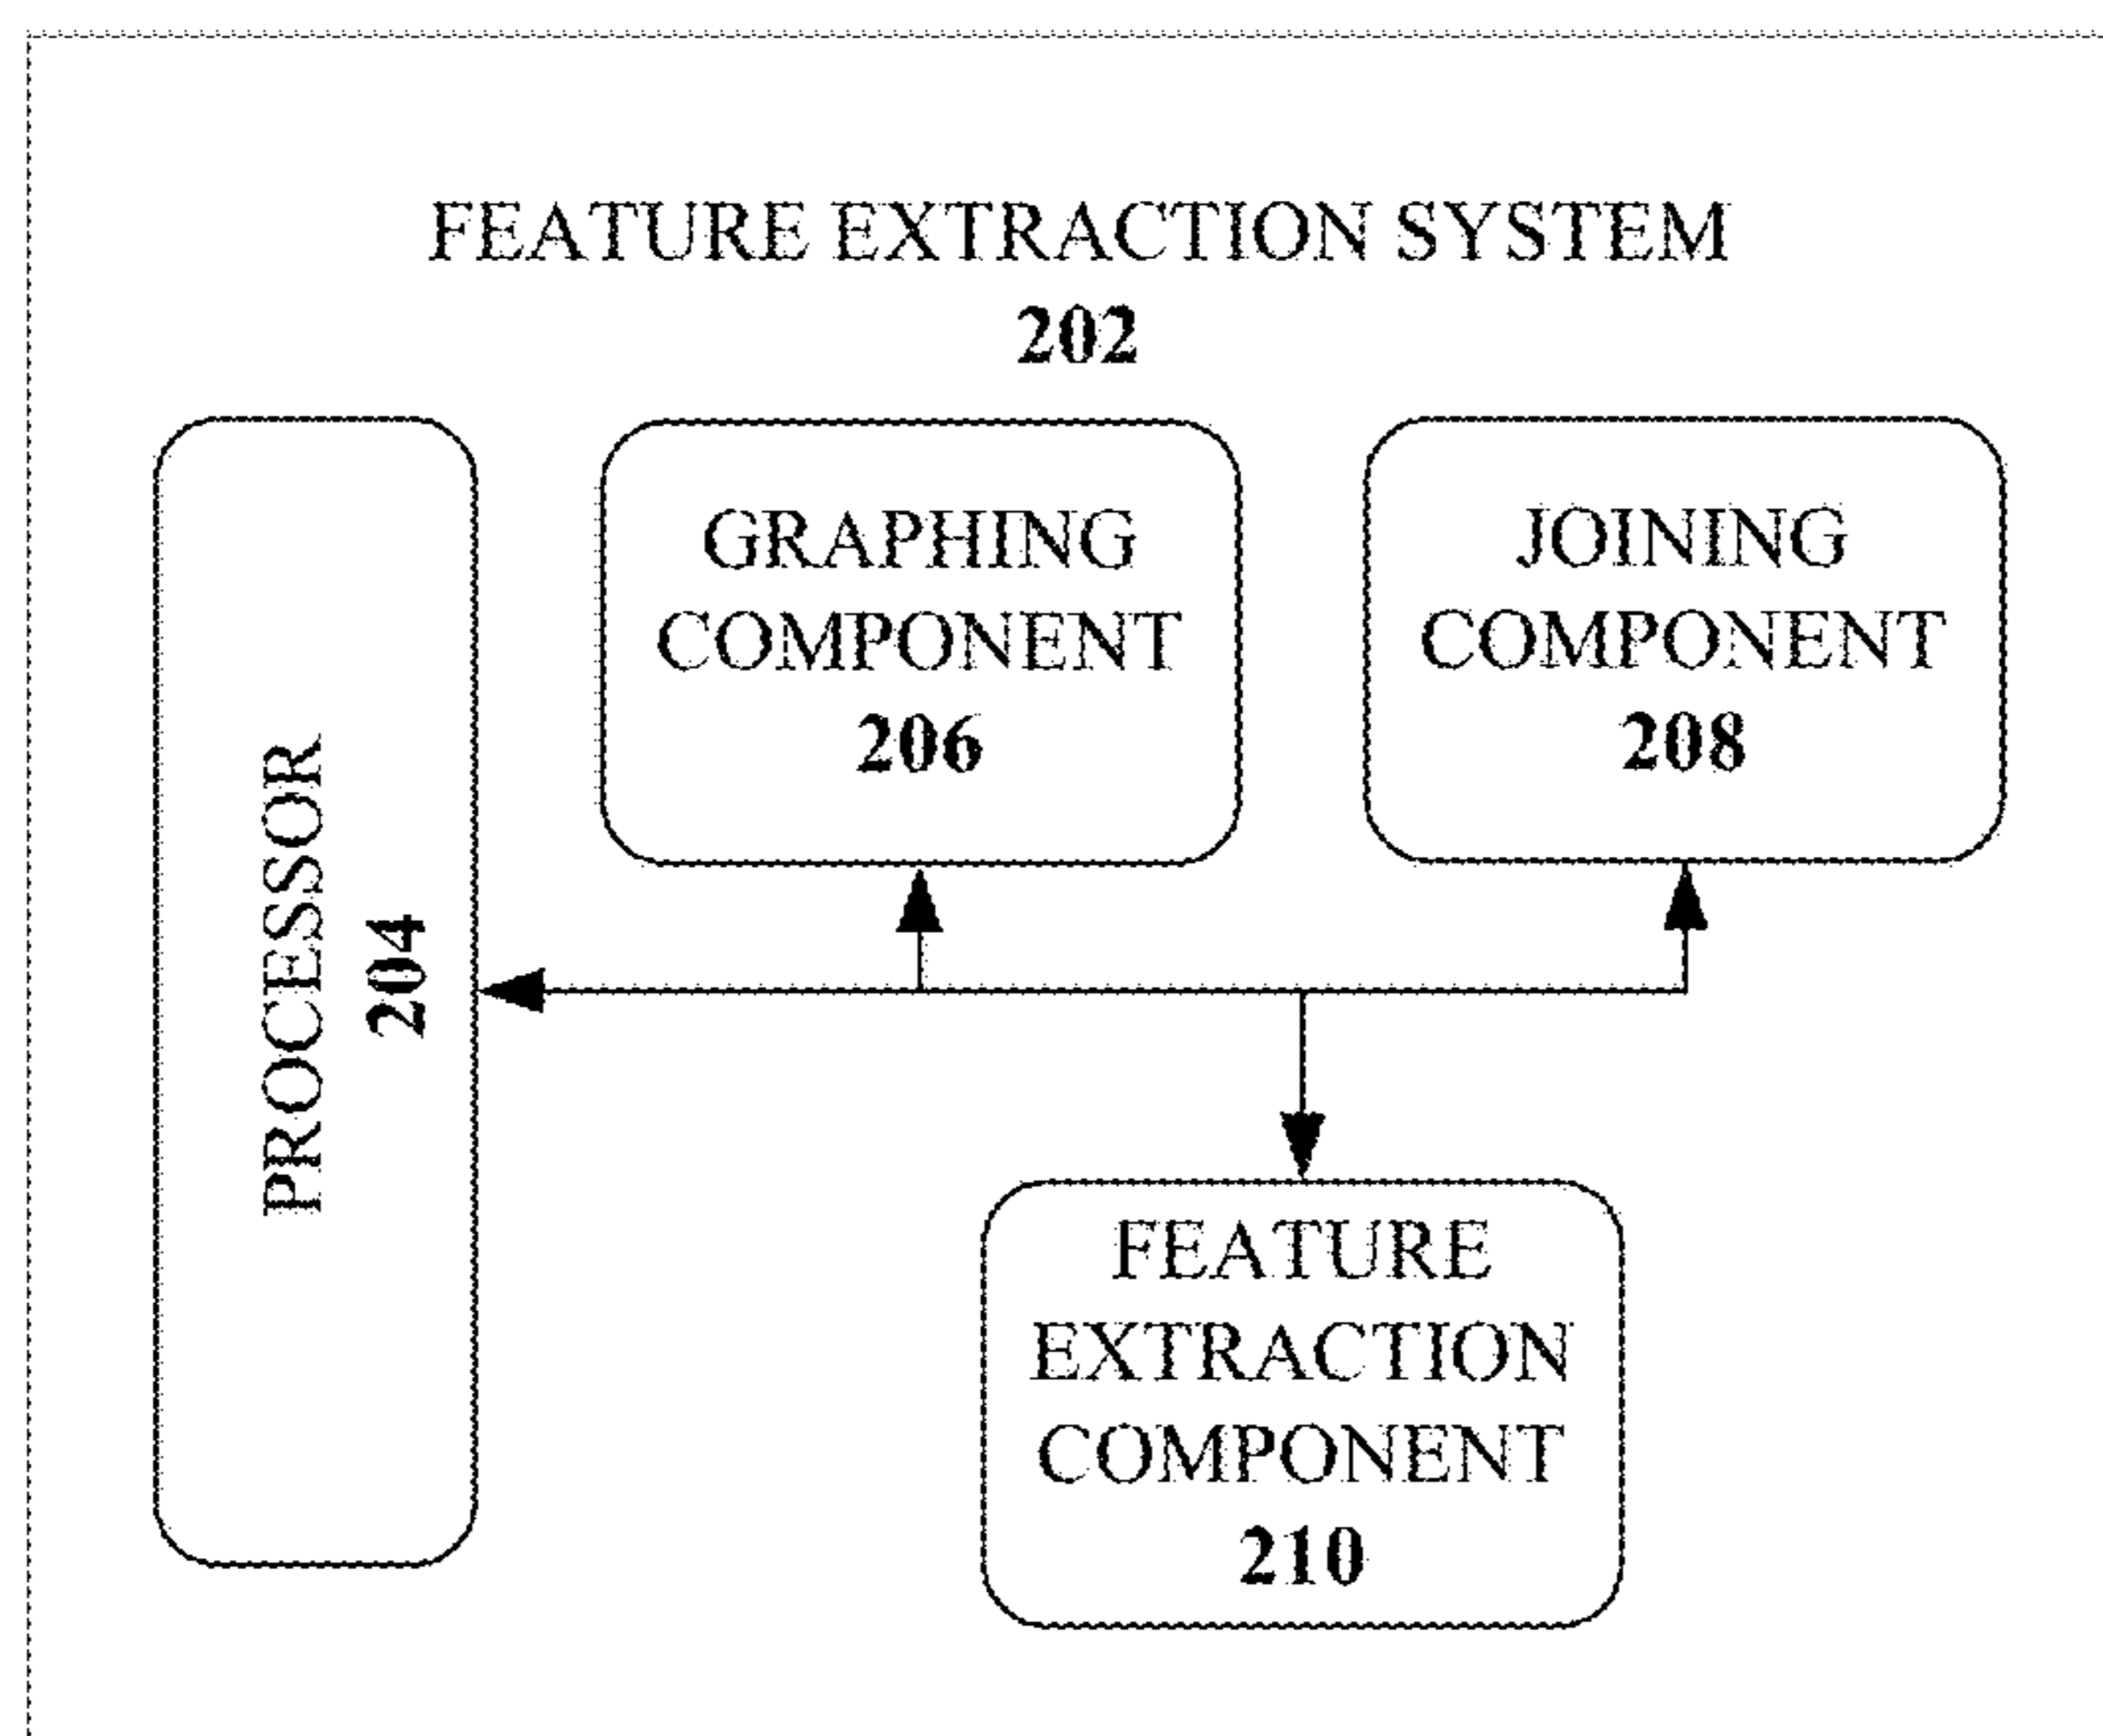 FEATURE EXTRACTION SYSTEM
202
PROCESSOR
204
GRAPHING
COMPONENT
206
JOINING
COMPONENT
208
FEATURE
EXTRACTION
COMPONENT
210